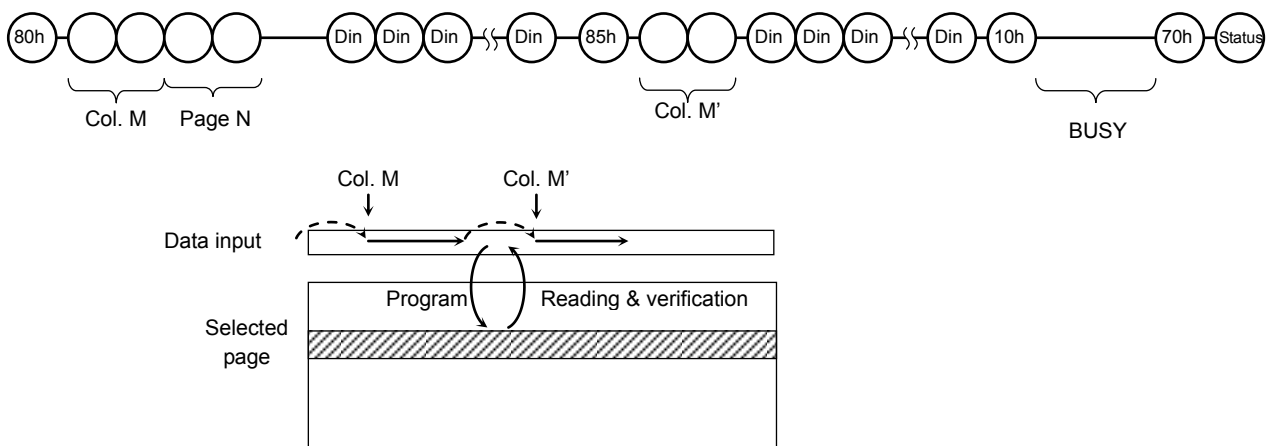 80h Din Din Din Din 85h Din Din Din Din 10h 70h Status
Col. M Page N Col. M’ BUSY
Col. M Col. M’
Data input
Program Reading & verification
Selected
page